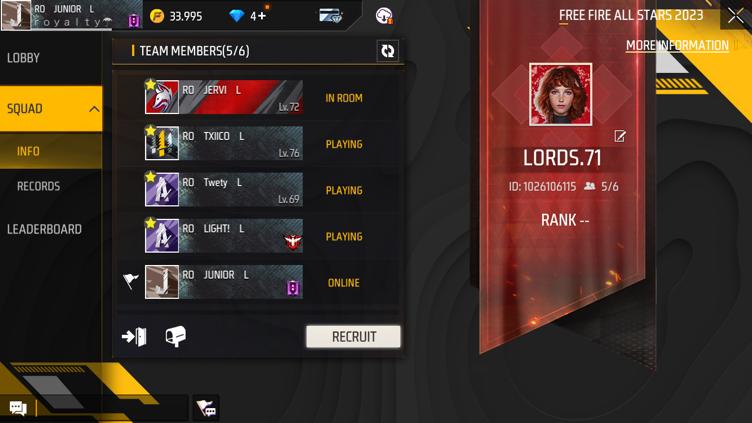 RO JUNIOR L
royalty
33.995
4+
FREE FIRE ALL STARS 2023
MORE INFORMATION
LOBBY
SQUAD
INFO
RECORDS
LEADERBOARD
TEAM MEMBERS(5/6)
RO JERVI L
Lv.72
IN ROOM
RO TXIICO L
Lv.76
PLAYING
RO Twety L
Lv.69
PLAYING
RO LIGHT! L
PLAYING
RO JUNIOR L
ONLINE
RECRUIT
LORDS.71
ID: 1026106115 5/6
RANK --